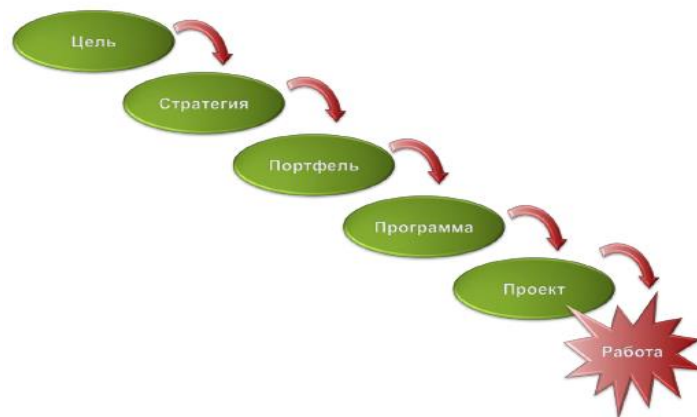 Цель
Стратегия
Портфель
Программа
Проект
Работа